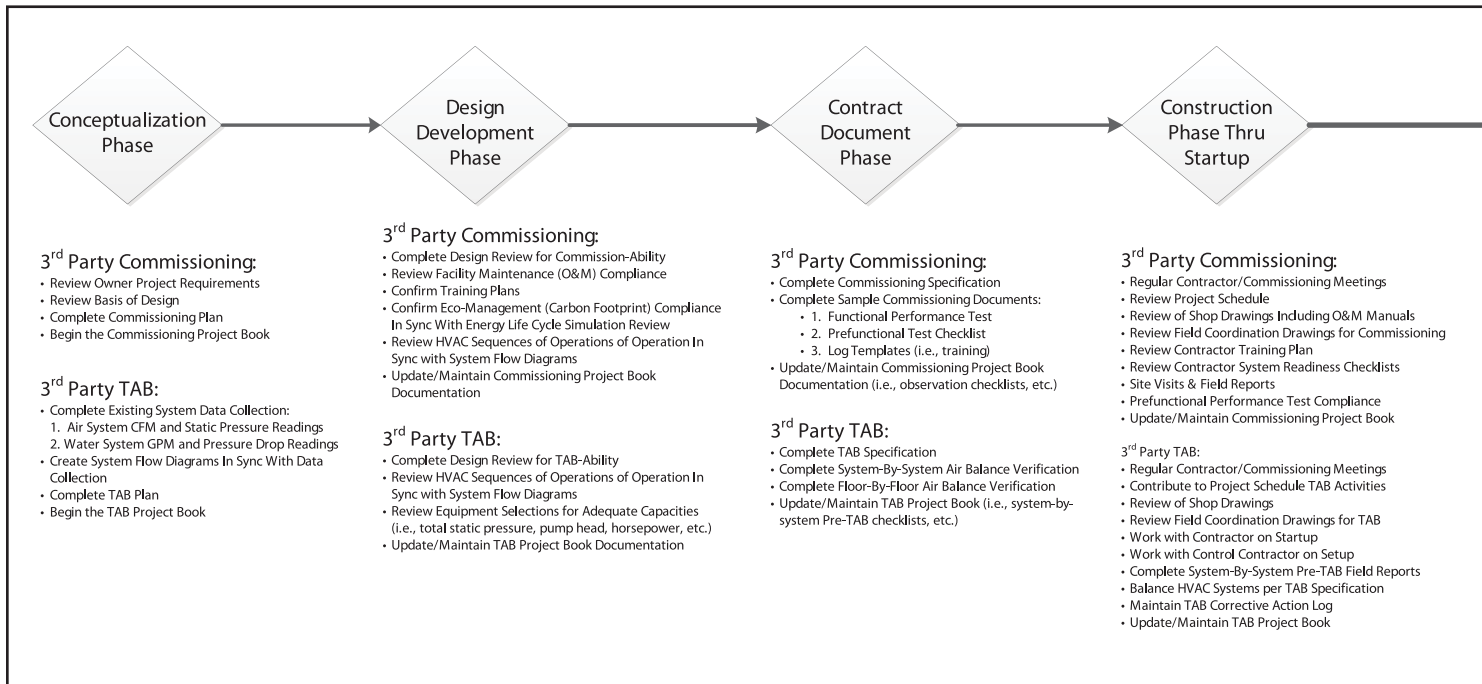 Conceptualization
Phase
Design
Development
Phase
Contract
Document
Phase
Construction
Phase Thru
Startup
3rd Party Commissioning:
• Review Owner Project Requirements
• Review Basis of Design
• Complete Commissioning Plan
• Begin the Commissioning Project Book
3rd Party TAB:
• Complete Existing System Data Collection:
1. Air System CFM and Static Pressure Readings
2. Water System GPM and Pressure Drop Readings
• Create System Flow Diagrams In Sync With Data
Collection
• Complete TAB Plan
• Begin the TAB Project Book
3rd Party Commissioning:
• Complete Design Review for Commission-Ability
• Review Facility Maintenance (O&M) Compliance
• Confirm Training Plans
• Confirm Eco-Management (Carbon Footprint) Compliance
In Sync With Energy Life Cycle Simulation Review
• Review HVAC Sequences of Operations of Operation In
Sync with System Flow Diagrams
• Update/Maintain Commissioning Project Book
Documentation
3rd Party TAB:
• Complete Design Review for TAB-Ability
• Review HVAC Sequences of Operations of Operation In
Sync with System Flow Diagrams
• Review Equipment Selections for Adequate Capacities
(i.e., total static pressure, pump head, horsepower, etc.)
• Update/Maintain TAB Project Book Documentation
3rd Party Commissioning:
• Complete Commissioning Specification
• Complete Sample Commissioning Documents:
• 1. Functional Performance Test
• 2. Prefunctional Test Checklist
• 3. Log Templates (i.e., training)
• Update/Maintain Commissioning Project Book
Documentation (i.e., observation checklists, etc.)
3rd Party TAB:
• Complete TAB Specification
• Complete System-By-System Air Balance Verification
• Complete Floor-By-Floor Air Balance Verification
• Update/Maintain TAB Project Book (i.e., system-by-
system Pre-TAB checklists, etc.)
3rd Party Commissioning:
• Regular Contractor/Commissioning Meetings
• Review Project Schedule
• Review of Shop Drawings Including O&M Manuals
• Review Field Coordination Drawings for Commissioning
• Review Contractor Training Plan
• Review Contractor System Readiness Checklists
• Site Visits & Field Reports
• Prefunctional Performance Test Compliance
• Update/Maintain Commissioning Project Book
3rd Party TAB:
• Regular Contractor/Commissioning Meetings
• Contribute to Project Schedule TAB Activities
• Review of Shop Drawings
• Review Field Coordination Drawings for TAB
• Work with Contractor on Startup
• Work with Control Contractor on Setup
• Complete System-By-System Pre-TAB Field Reports
• Balance HVAC Systems per TAB Specification
• Maintain TAB Corrective Action Log
• Update/Maintain TAB Project Book